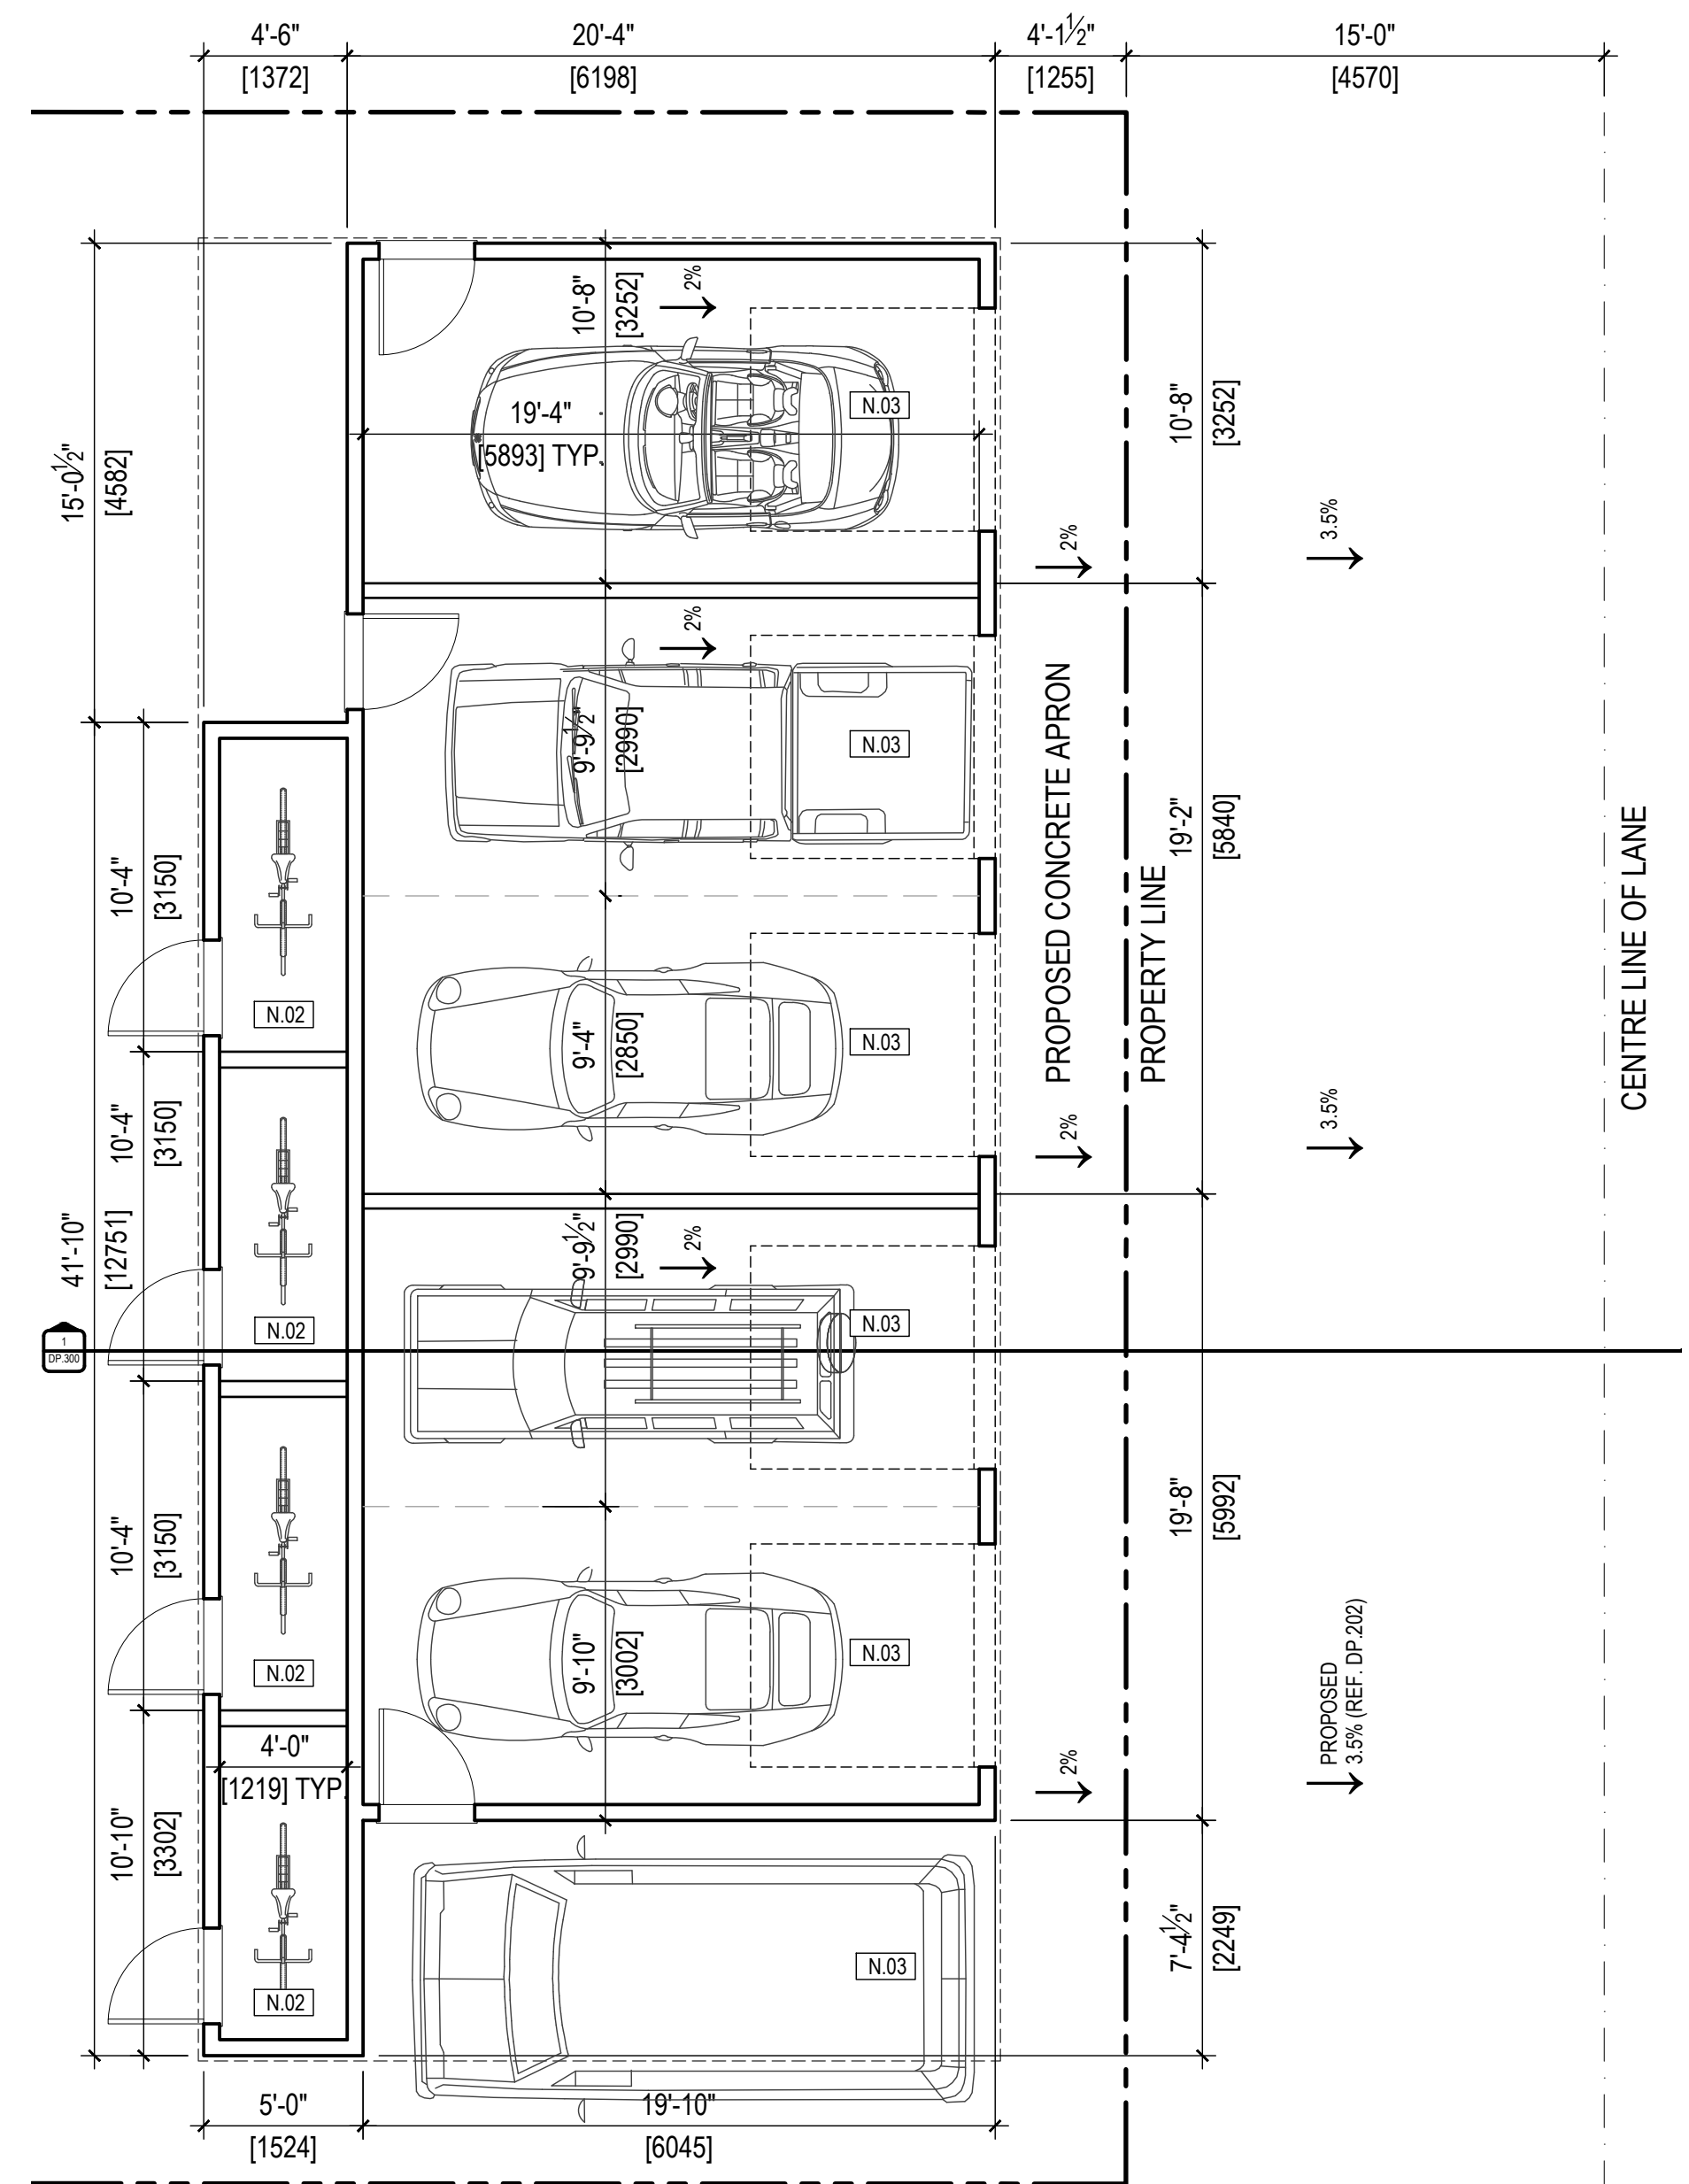 4'-6"
[1372]
20'-4"
[6198]
4'-1½"
[1255]
15'-0"
[4570]
15'-0½"
[4582]
10'-8"
[3252]
2%
N.03
19'-4"
[5893] TYP.
10'-8"
[3252]
2%
3.5%
2%
9'-9½"
[2990]
N.03
10'-4"
[3150]
N.02
PROPOSED CONCRETE APRON
PROPERTY LINE
19'-2"
[5840]
CENTRE LINE OF LANE
9'-4"
[2850]
N.03
10'-4"
[3150]
N.02
2%
3.5%
41'-10"
[12751]
9'-9½"
[2990]
2%
N.03
1
DP.300
10'-4"
[3150]
N.02
19'-8"
[5992]
9'-10"
[3002]
N.03
PROPOSED
3.5% (REF. DP.202)
2%
4'-0"
[1219] TYP.
10'-10"
[3302]
N.02
N.03
7'-4½"
[2249]
5'-0"
[1524]
19'-10"
[6045]